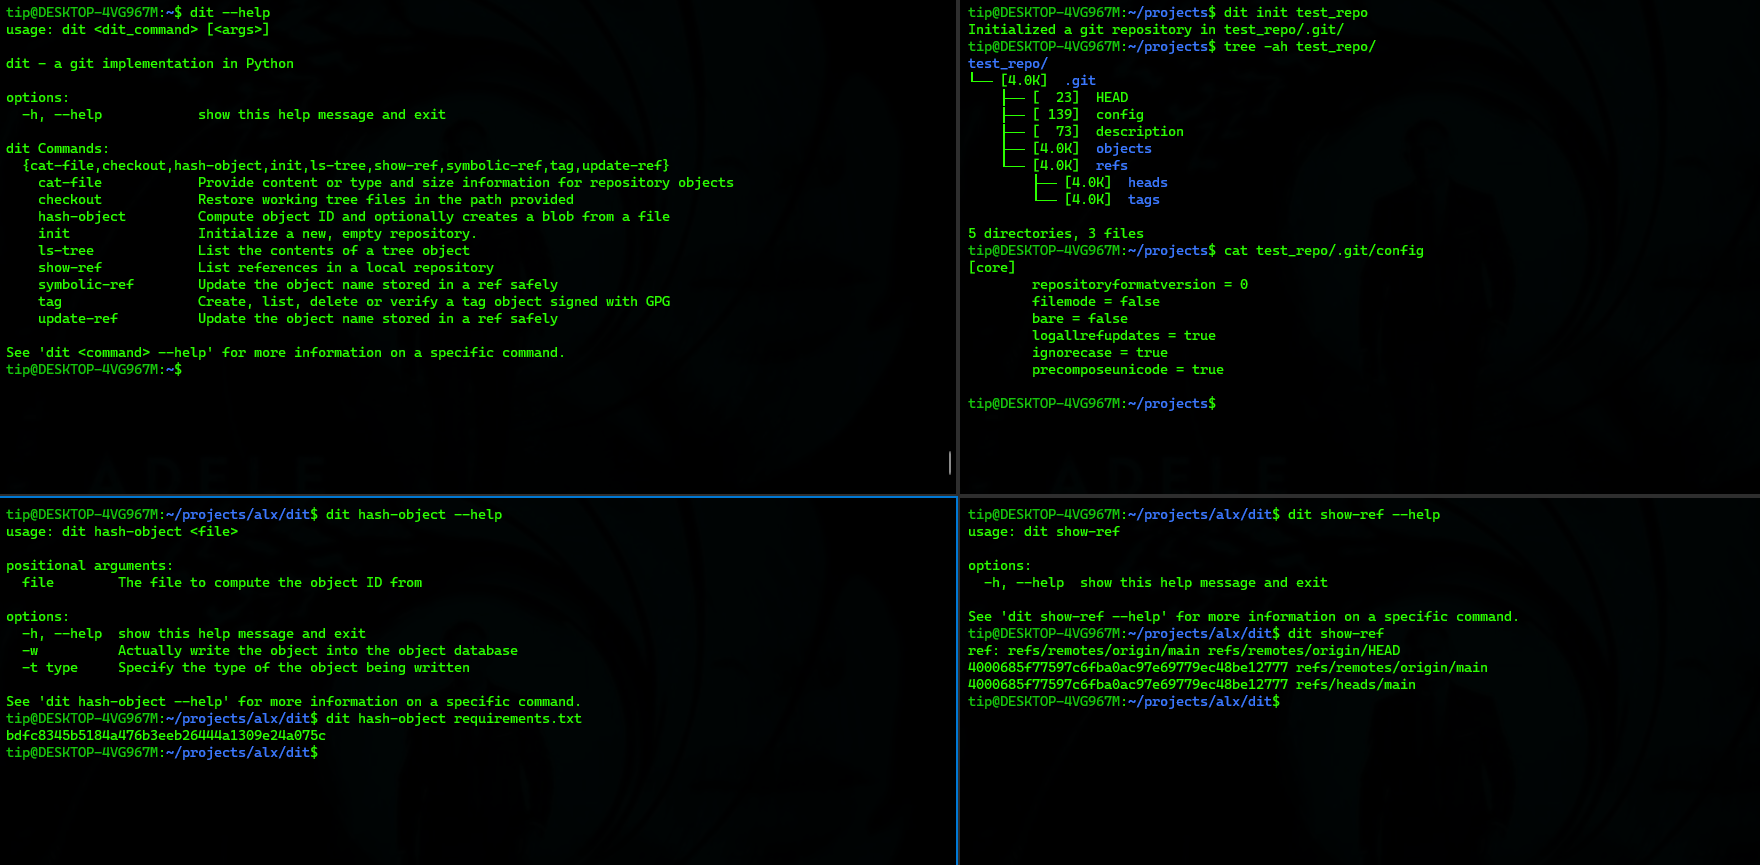 tip@DESKTOP-4VG967M:~$ dit --help
usage: dit <dit_command> [<args>]

dit - a git implementation in Python

options:
  -h, --help            show this help message and exit

dit Commands:
  {cat-file,checkout,hash-object,init,ls-tree,show-ref,symbolic-ref,tag,update-ref}
    cat-file            Provide content or type and size information for repository objects
    checkout            Restore working tree files in the path provided
    hash-object         Compute object ID and optionally creates a blob from a file
    init                Initialize a new, empty repository.
    ls-tree             List the contents of a tree object
    show-ref            List references in a local repository
    symbolic-ref        Update the object name stored in a ref safely
    tag                 Create, list, delete or verify a tag object signed with GPG
    update-ref          Update the object name stored in a ref safely

See 'dit <command> --help' for more information on a specific command.
tip@DESKTOP-4VG967M:~$
ADELE
tip@DESKTOP-4VG967M:~/projects$ dit init test_repo
Initialized a git repository in test_repo/.git/
tip@DESKTOP-4VG967M:~/projects$ tree -ah test_repo/
test_repo/
└── [4.0K]  .git
    ├── [  23]  HEAD
    ├── [ 139]  config
    ├── [  73]  description
    ├── [4.0K]  objects
    └── [4.0K]  refs
        ├── [4.0K]  heads
        └── [4.0K]  tags

5 directories, 3 files
tip@DESKTOP-4VG967M:~/projects$ cat test_repo/.git/config
[core]
        repositoryformatversion = 0
        filemode = false
        bare = false
        logallrefupdates = true
        ignorecase = true
        precomposeunicode = true

tip@DESKTOP-4VG967M:~/projects$
ADELE
tip@DESKTOP-4VG967M:~/projects/alx/dit$ dit hash-object --help
usage: dit hash-object <file>

positional arguments:
  file        The file to compute the object ID from

options:
  -h, --help  show this help message and exit
  -w          Actually write the object into the object database
  -t type     Specify the type of the object being written

See 'dit hash-object --help' for more information on a specific command.
tip@DESKTOP-4VG967M:~/projects/alx/dit$ dit hash-object requirements.txt
bdfc8345b5184a476b3eeb26444a1309e24a075c
tip@DESKTOP-4VG967M:~/projects/alx/dit$
tip@DESKTOP-4VG967M:~/projects/alx/dit$ dit show-ref --help
usage: dit show-ref

options:
  -h, --help  show this help message and exit

See 'dit show-ref --help' for more information on a specific command.
tip@DESKTOP-4VG967M:~/projects/alx/dit$ dit show-ref
ref: refs/remotes/origin/main refs/remotes/origin/HEAD
4000685f77597c6fba0ac97e69779ec48be12777 refs/remotes/origin/main
4000685f77597c6fba0ac97e69779ec48be12777 refs/heads/main
tip@DESKTOP-4VG967M:~/projects/alx/dit$